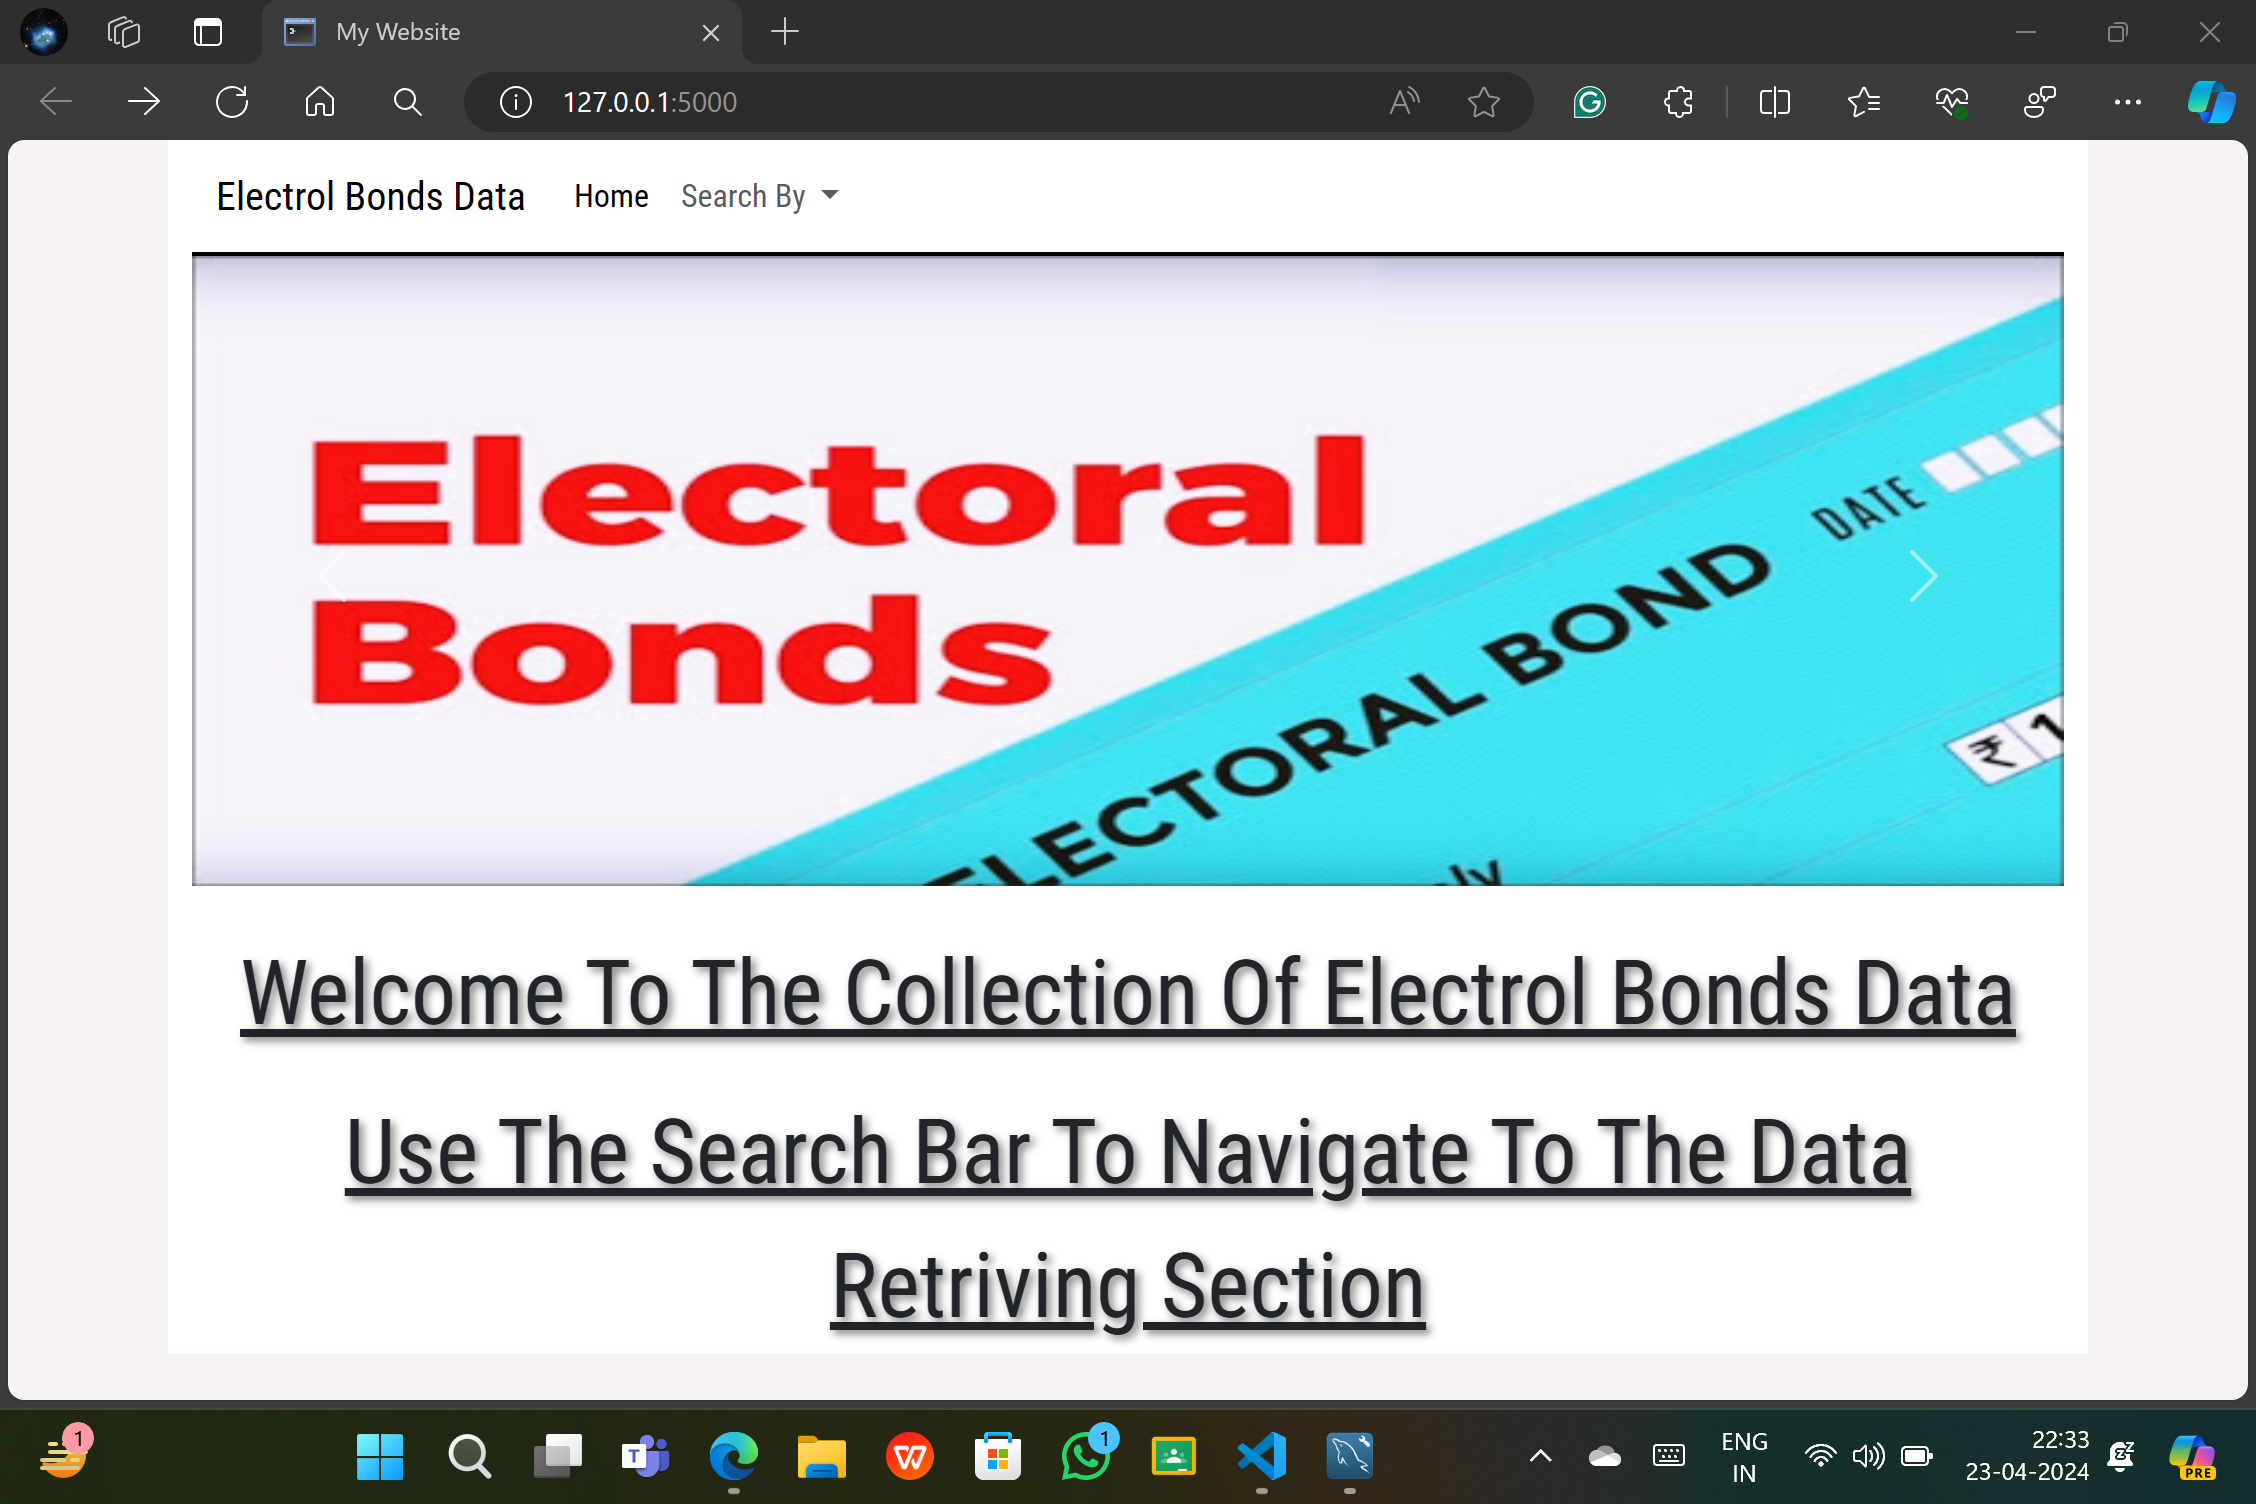 My Website
127.0.0.1:5000
Electrol Bonds Data Home Search By
Electoral
Bonds
DATE
ELECTORAL BOND
₹ 1
Welcome To The Collection Of Electrol Bonds Data
Use The Search Bar To Navigate To The Data
Retriving Section
1
1
ENG
IN
22:33
23-04-2024
PRE